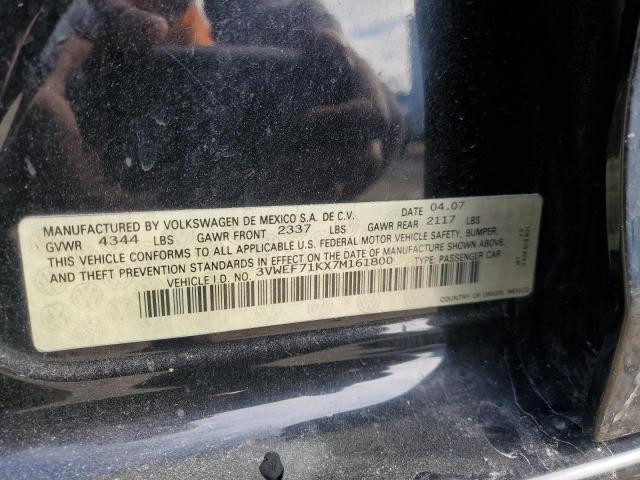 MANUFACTURED BY VOLKSWAGEN DE MEXICO S.A. DE C.V. DATE 04.07
GVWR 4344 LBS GAWR FRONT 2337 LBS GAWR REAR 2117 LBS
THIS VEHICLE CONFORMS TO ALL APPLICABLE U.S. FEDERAL MOTOR VEHICLE SAFETY, BUMPER,
AND THEFT PREVENTION STANDARDS IN EFFECT ON THE DATE OF MANUFACTURE SHOWN ABOVE.
VEHICLE I.D. NO. 3VWEF71KX7M161800 TYPE: PASSENGER CAR
COUNTRY OF ORIGIN: MEXICO